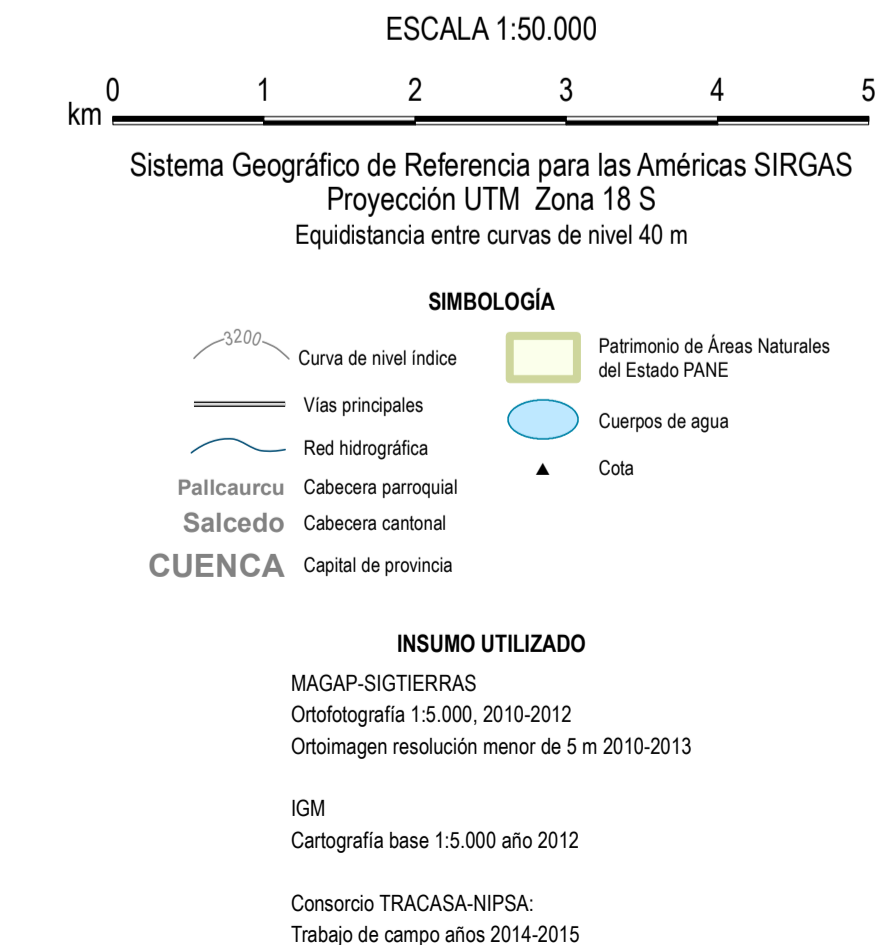 ESCALA 1:50.000
0 1 2 3 4 5
km
Sistema Geográfico de Referencia para las Américas SIRGAS
Proyección UTM Zona 18 S
Equidistancia entre curvas de nivel 40 m
SIMBOLOGÍA
3200
Curva de nivel índice
Vías principales
Red hidrográfica
Pallcaurcu Cabecera parroquial
Salcedo Cabecera cantonal
CUENCA Capital de provincia
Patrimonio de Áreas Naturales
del Estado PANE
Cuerpos de agua
Cota
INSUMO UTILIZADO
MAGAP-SIGTIERRAS
Ortofotografía 1:5.000, 2010-2012
Ortoimagen resolución menor de 5 m 2010-2013
IGM
Cartografía base 1:5.000 año 2012
Consorcio TRACASA-NIPSA:
Trabajo de campo años 2014-2015